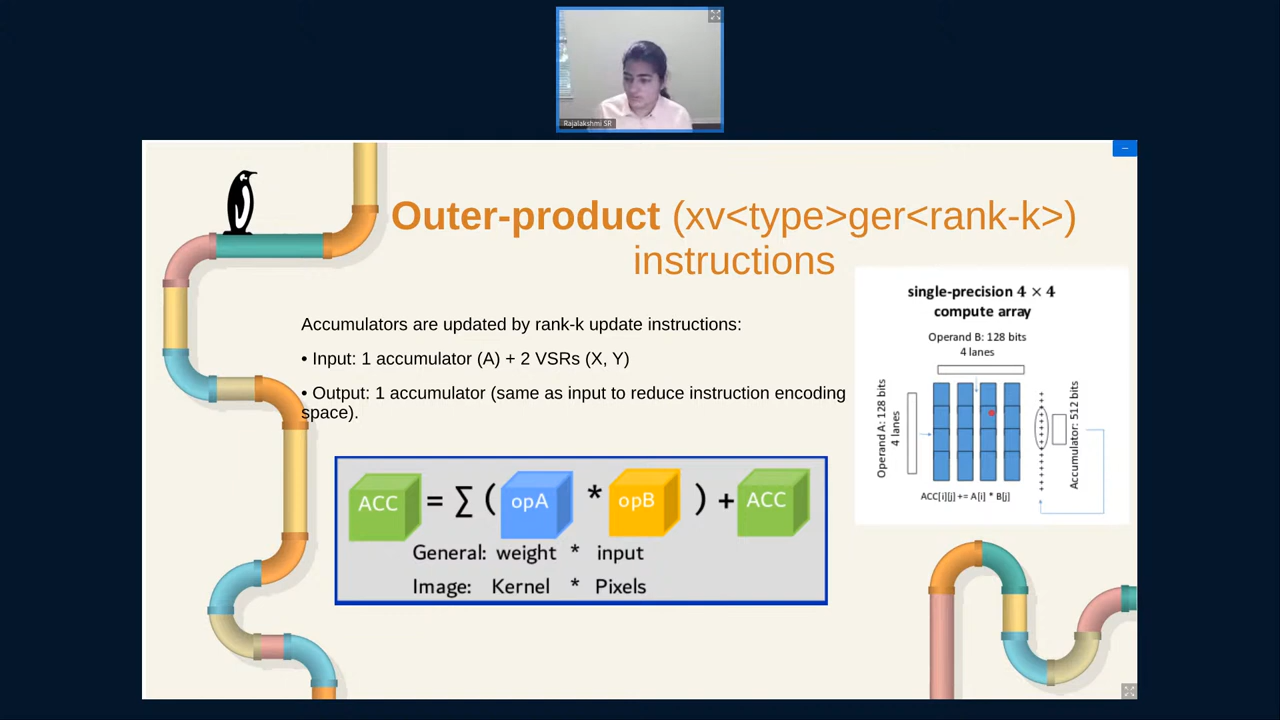 Rajalakshmi SR
Outer-product (xv<type>ger<rank-k>)
instructions
Accumulators are updated by rank-k update instructions:
• Input: 1 accumulator (A) + 2 VSRs (X, Y)
• Output: 1 accumulator (same as input to reduce instruction encoding
space).
ACC = ∑ ( opA * opB ) + ACC
General: weight * input
Image: Kernel * Pixels
single-precision 4 × 4
compute array
Operand B: 128 bits
4 lanes
Operand A: 128 bits
4 lanes
+ + + + + + + + + + + + + + + +
Accumulator: 512 bits
ACC[i][j] += A[i] * B[j]